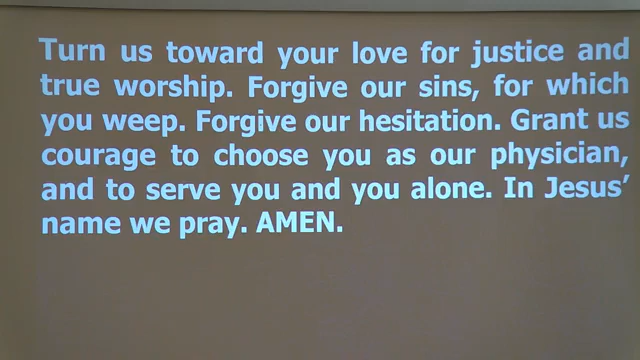 Turn us toward your love for justice and
true worship. Forgive our sins, for which
you weep. Forgive our hesitation. Grant us
courage to choose you as our physician,
and to serve you and you alone. In Jesus’
name we pray. AMEN.